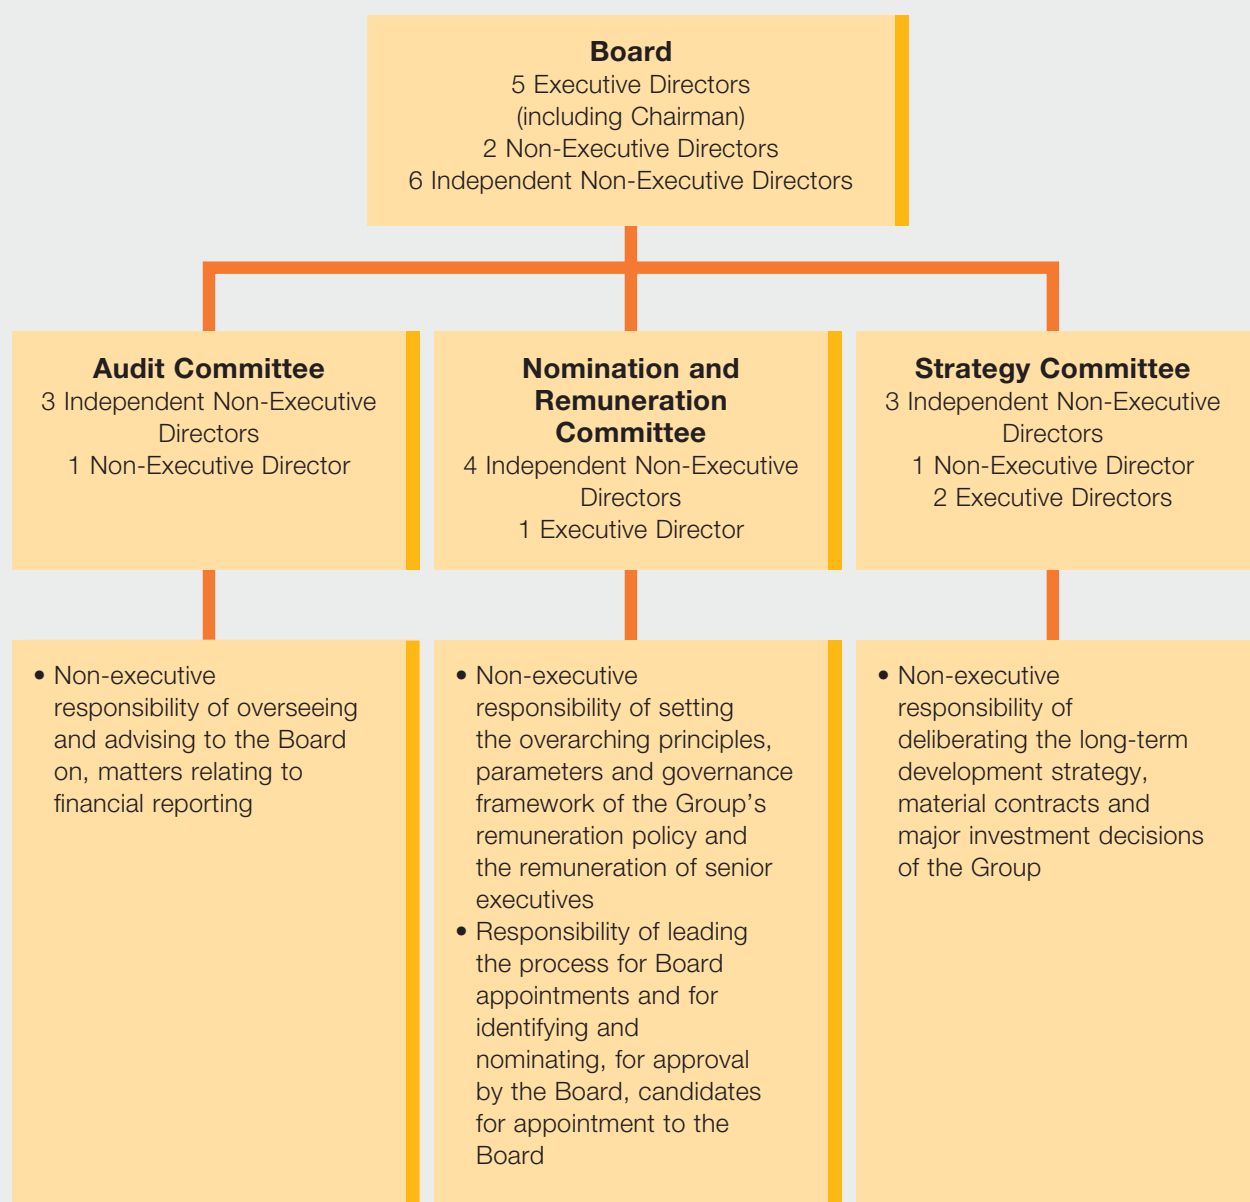 Board
5 Executive Directors
(including Chairman)
2 Non-Executive Directors
6 Independent Non-Executive Directors
Audit Committee
3 Independent Non-Executive
Directors
1 Non-Executive Director
Nomination and
Remuneration
Committee
4 Independent Non-Executive
Directors
1 Executive Director
Strategy Committee
3 Independent Non-Executive
Directors
1 Non-Executive Director
2 Executive Directors
• Non-executive
responsibility of overseeing
and advising to the Board
on, matters relating to
financial reporting
• Non-executive
responsibility of setting
the overarching principles,
parameters and governance
framework of the Group’s
remuneration policy and
the remuneration of senior
executives
• Responsibility of leading
the process for Board
appointments and for
identifying and
nominating, for approval
by the Board, candidates
for appointment to the
Board
• Non-executive
responsibility of
deliberating the long-term
development strategy,
material contracts and
major investment decisions
of the Group